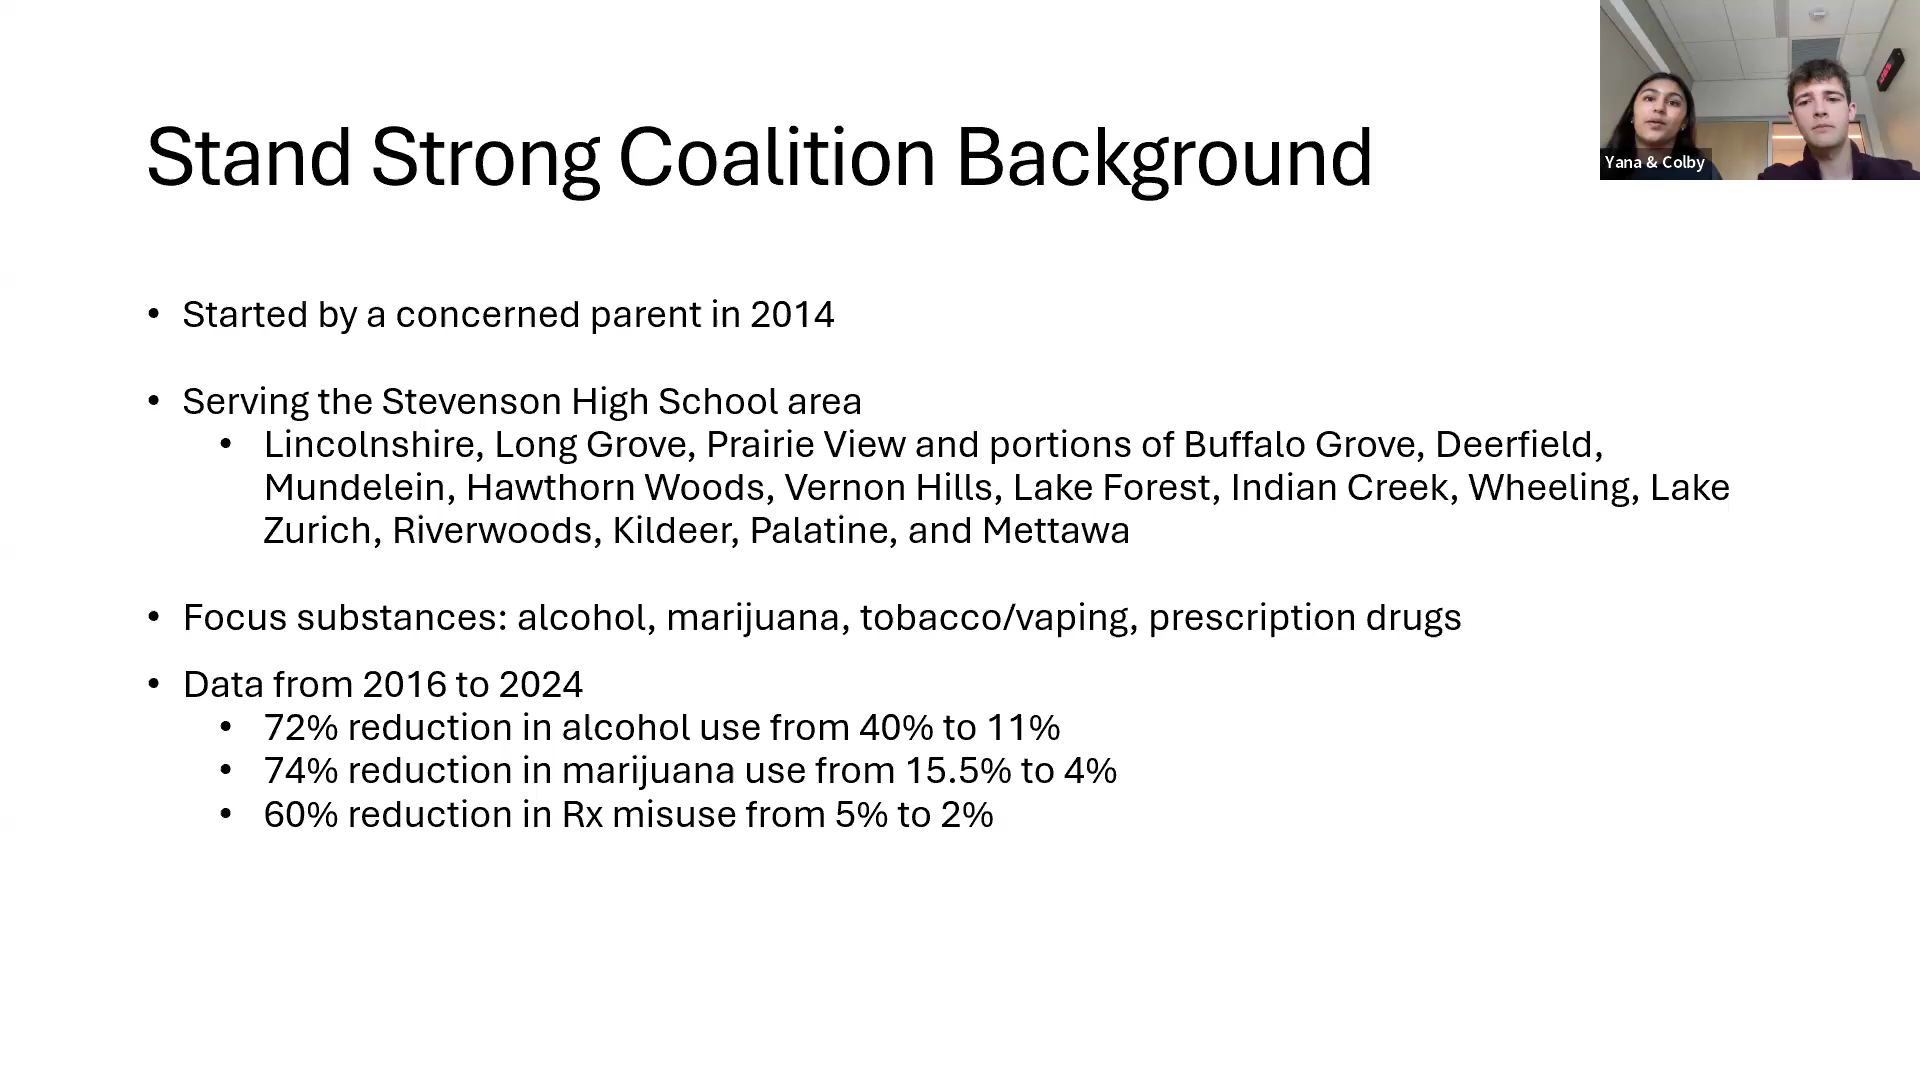 Stand Strong Coalition Background
Yana & Colby
• Started by a concerned parent in 2014
• Serving the Stevenson High School area
• Lincolnshire, Long Grove, Prairie View and portions of Buffalo Grove, Deerfield,
Mundelein, Hawthorn Woods, Vernon Hills, Lake Forest, Indian Creek, Wheeling, Lake
Zurich, Riverwoods, Kildeer, Palatine, and Mettawa
• Focus substances: alcohol, marijuana, tobacco/vaping, prescription drugs
• Data from 2016 to 2024
• 72% reduction in alcohol use from 40% to 11%
• 74% reduction in marijuana use from 15.5% to 4%
• 60% reduction in Rx misuse from 5% to 2%